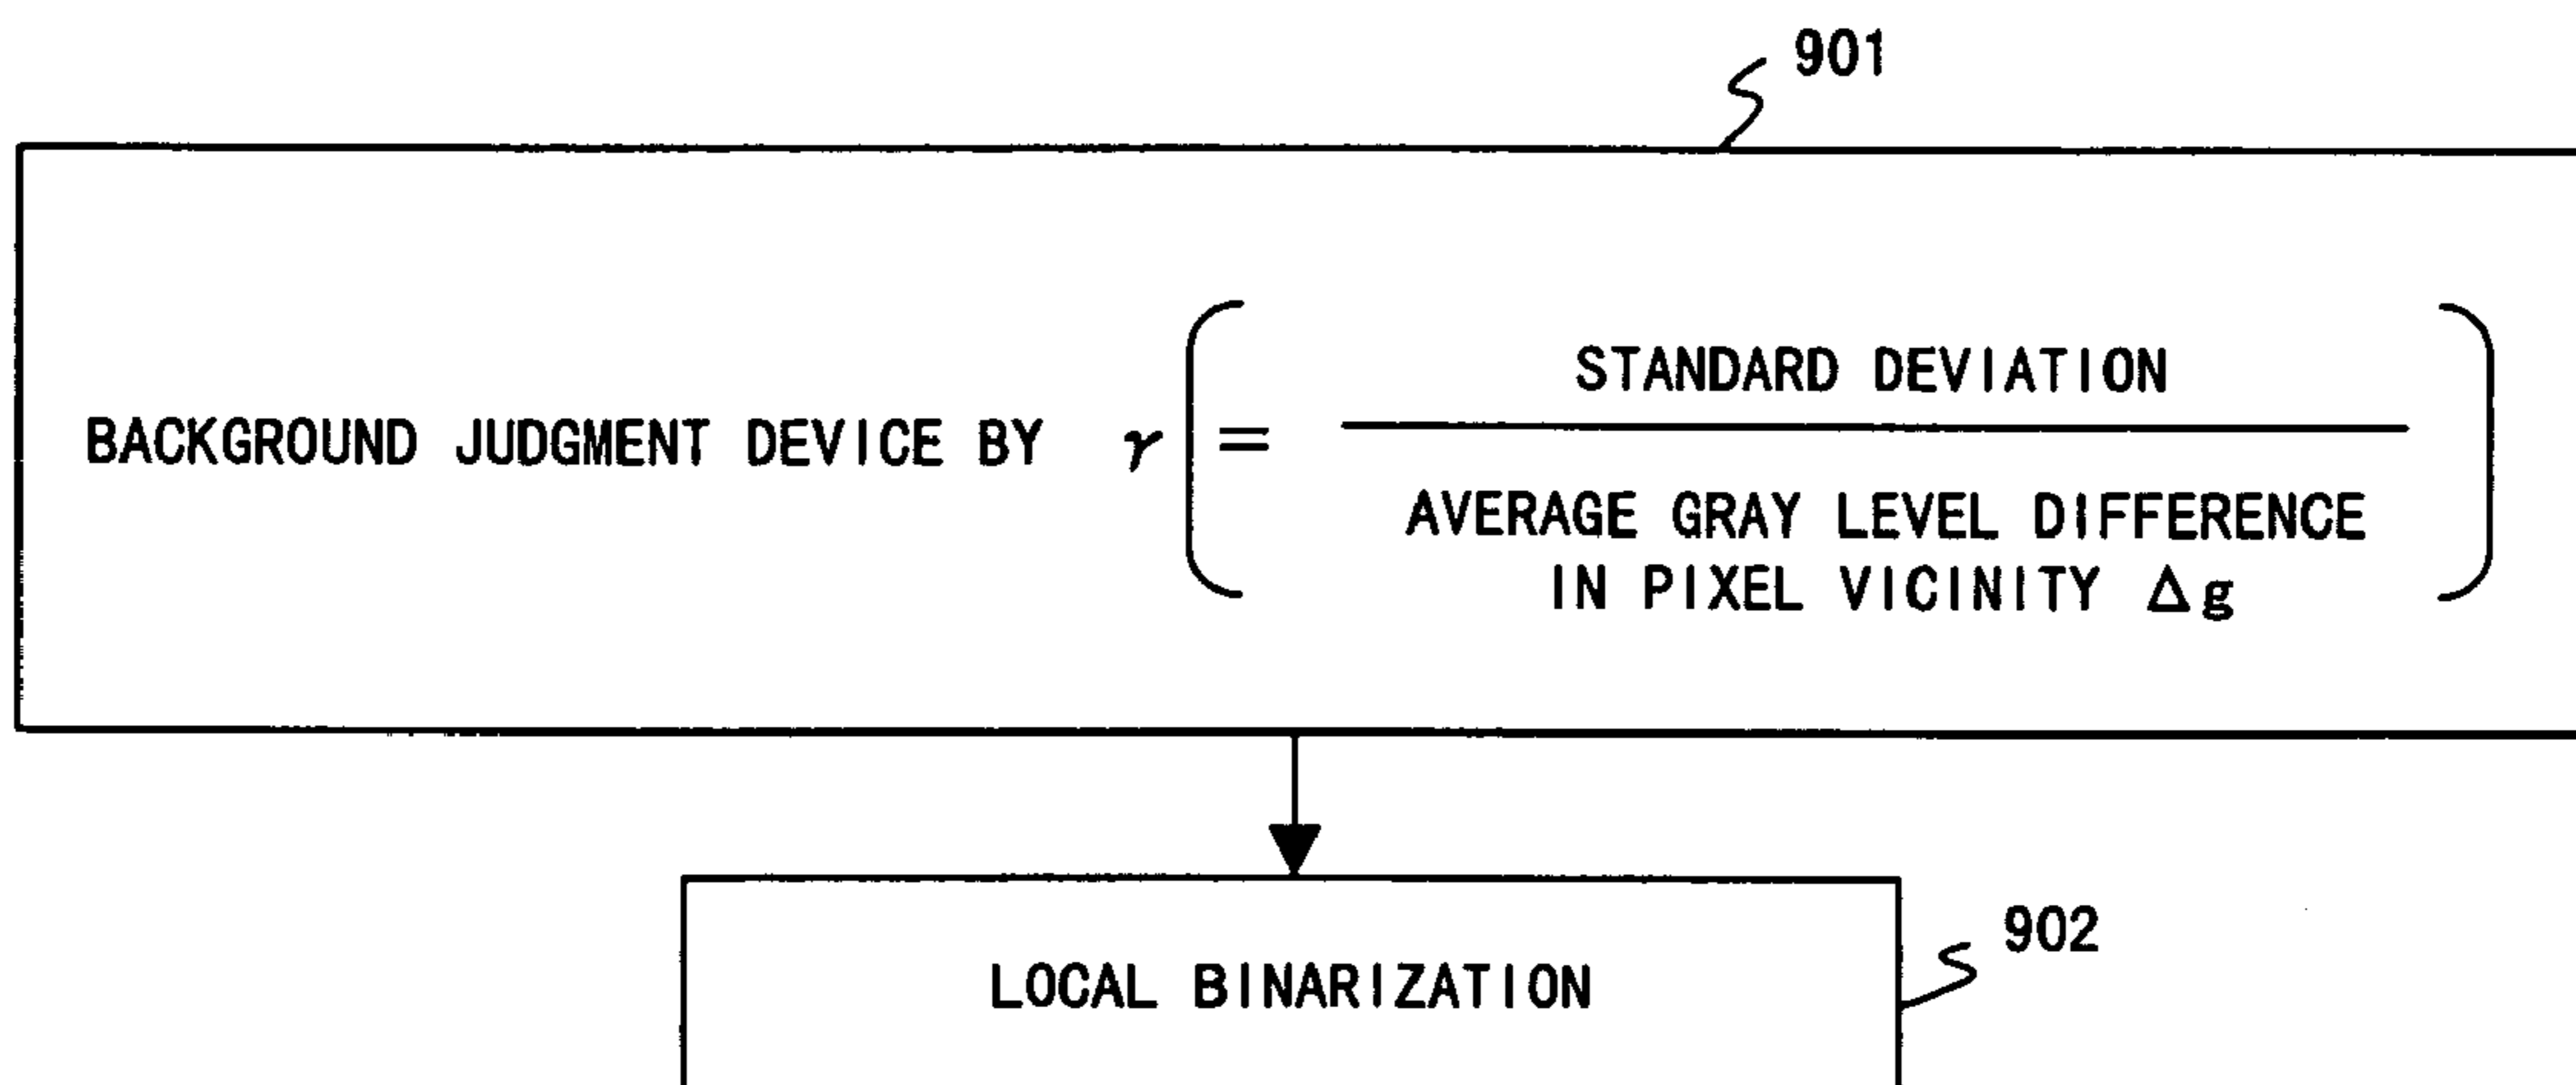 901
BACKGROUND JUDGMENT DEVICE BY γ ( =
STANDARD DEVIATION
AVERAGE GRAY LEVEL DIFFERENCE
IN PIXEL VICINITY Δg )
902
LOCAL BINARIZATION